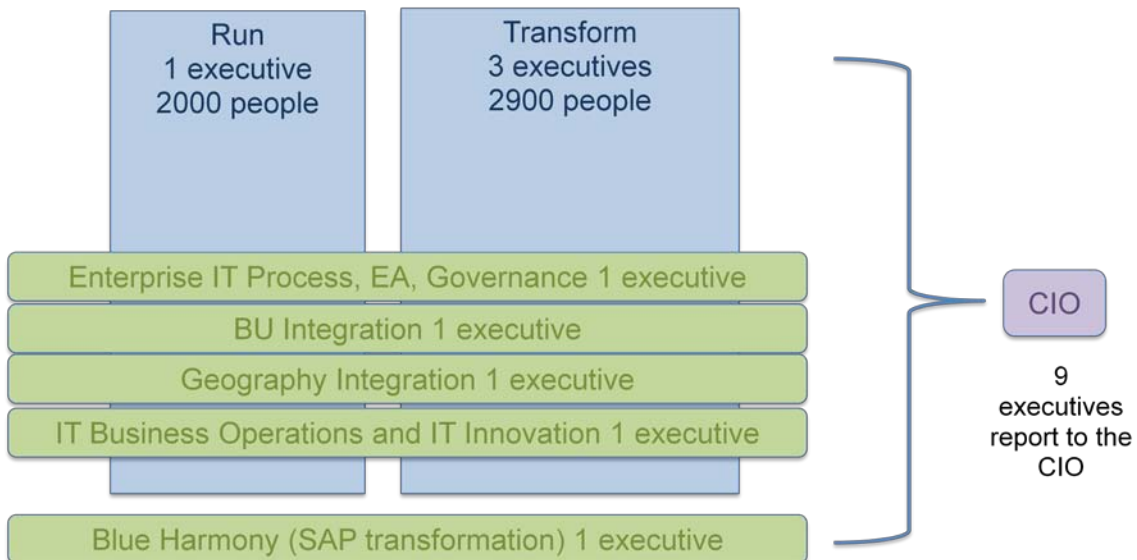 Run
1 executive
2000 people
Transform
3 executives
2900 people
Enterprise IT Process, EA, Governance 1 executive
BU Integration 1 executive
Geography Integration 1 executive
IT Business Operations and IT Innovation 1 executive
Blue Harmony (SAP transformation) 1 executive
CIO
9
executives
report to the
CIO